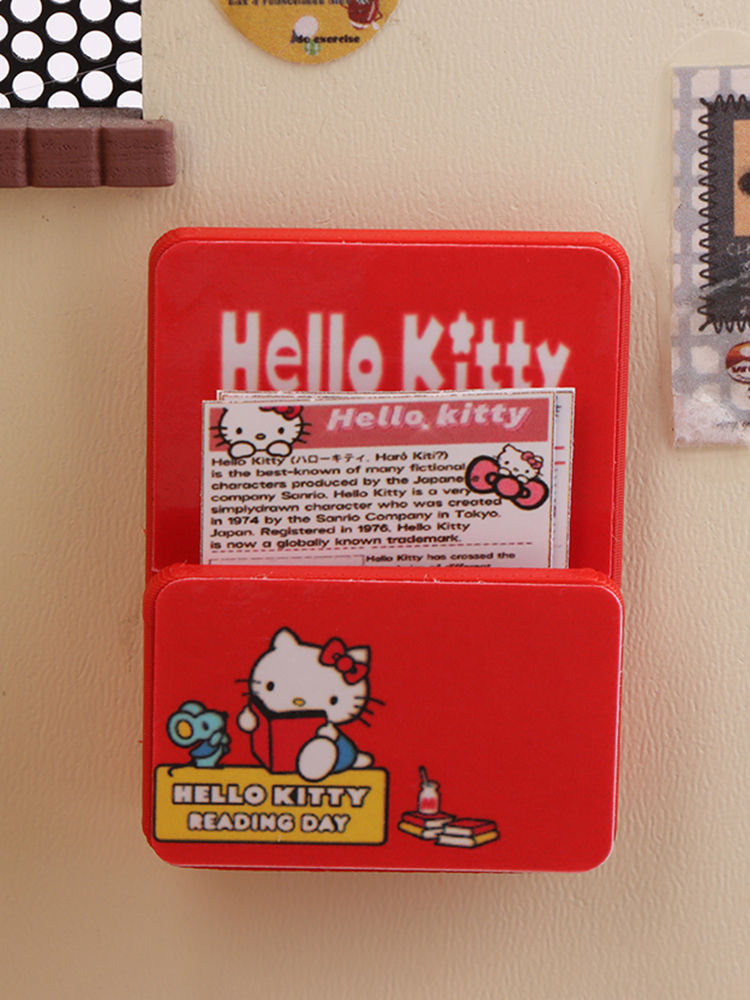 do exercise
Hello Kitty
Hello kitty
Hello Kitty (ハローキティ, Harō Kiti?)
is the best-known of many fictional
characters produced by the Japane
company Sanrio. Hello Kitty is a very
simplydrawn character who was created
in 1974 by the Sanrio Company in Tokyo,
Japan. Registered in 1976, Hello Kitty
is now a globally known trademark.
Hello Kitty has crossed the
HELLO KITTY
READING DAY